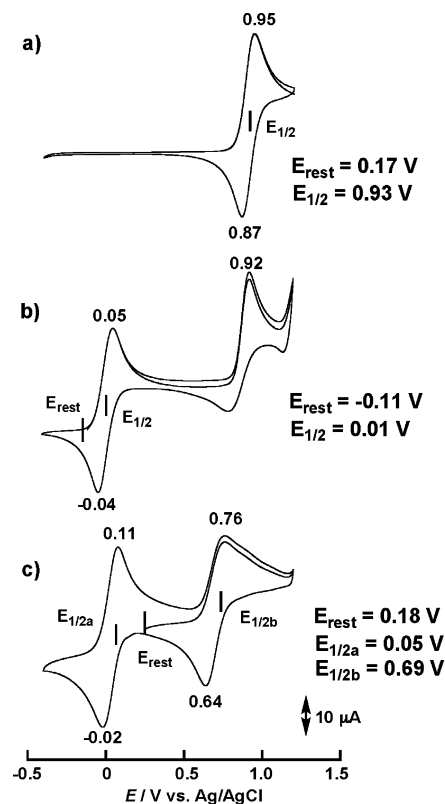 a)
0.95
E1/2
Erest = 0.17 V
E1/2 = 0.93 V
0.87
b)
0.05
0.92
Erest
E1/2
Erest = -0.11 V
E1/2 = 0.01 V
-0.04
c)
0.11
0.76
E1/2a
Erest
E1/2b
Erest = 0.18 V
E1/2a = 0.05 V
E1/2b = 0.69 V
-0.02
0.64
10 µA
-0.5 0 0.5 1.0 1.5
E / V vs. Ag/AgCl